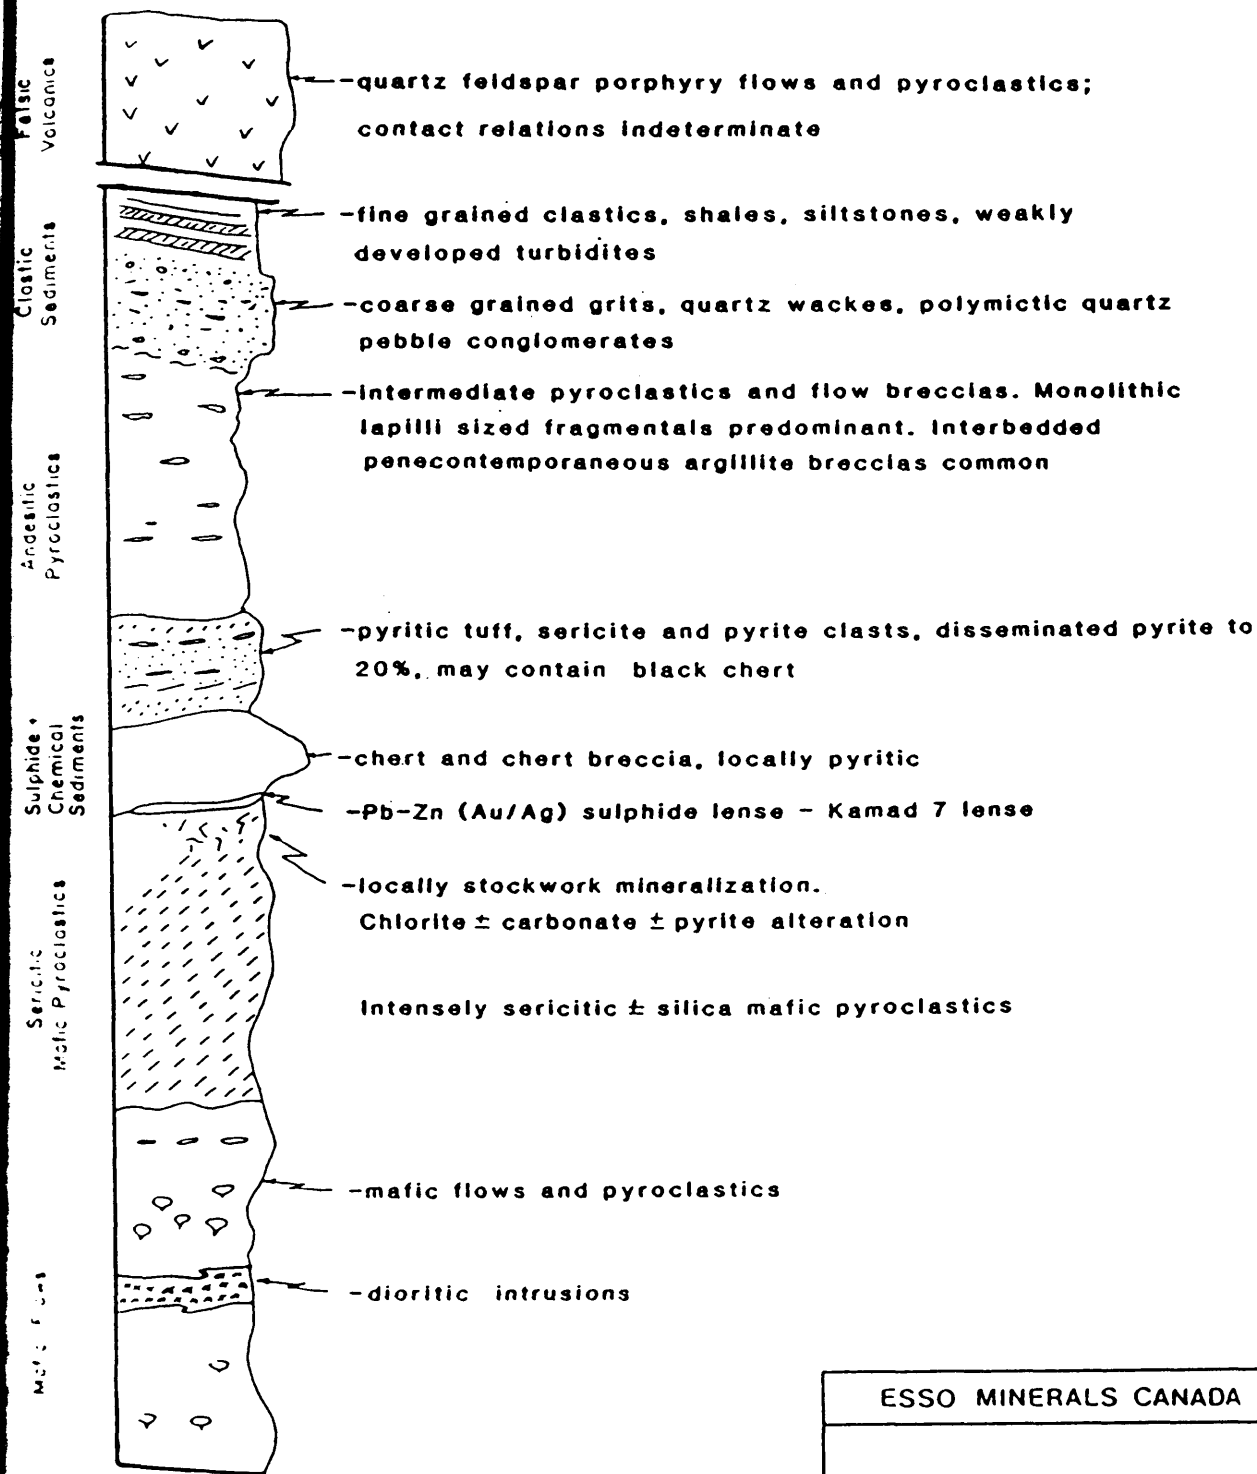 Felsic
Volcanics
-quartz feldspar porphyry flows and pyroclastics;
contact relations indeterminate
Clastic
Sediments
-fine grained clastics, shales, siltstones, weakly
developed turbidites
-coarse grained grits, quartz wackes, polymictic quartz
pebble conglomerates
Andesitic
Pyroclastics
-intermediate pyroclastics and flow breccias. Monolithic
lapilli sized fragmentals predominant. Interbedded
penecontemporaneous argillite breccias common
Sulphide +
Chemical
Sediments
-pyritic tuff, sericite and pyrite clasts, disseminated pyrite to
20%, may contain black chert
-chert and chert breccia, locally pyritic
-Pb-Zn (Au/Ag) sulphide lense - Kamad 7 lense
Sericitic
Mafic Pyroclastics
-locally stockwork mineralization.
Chlorite ± carbonate ± pyrite alteration
Intensely sericitic ± silica mafic pyroclastics
-mafic flows and pyroclastics
-dioritic intrusions
ESSO MINERALS CANADA